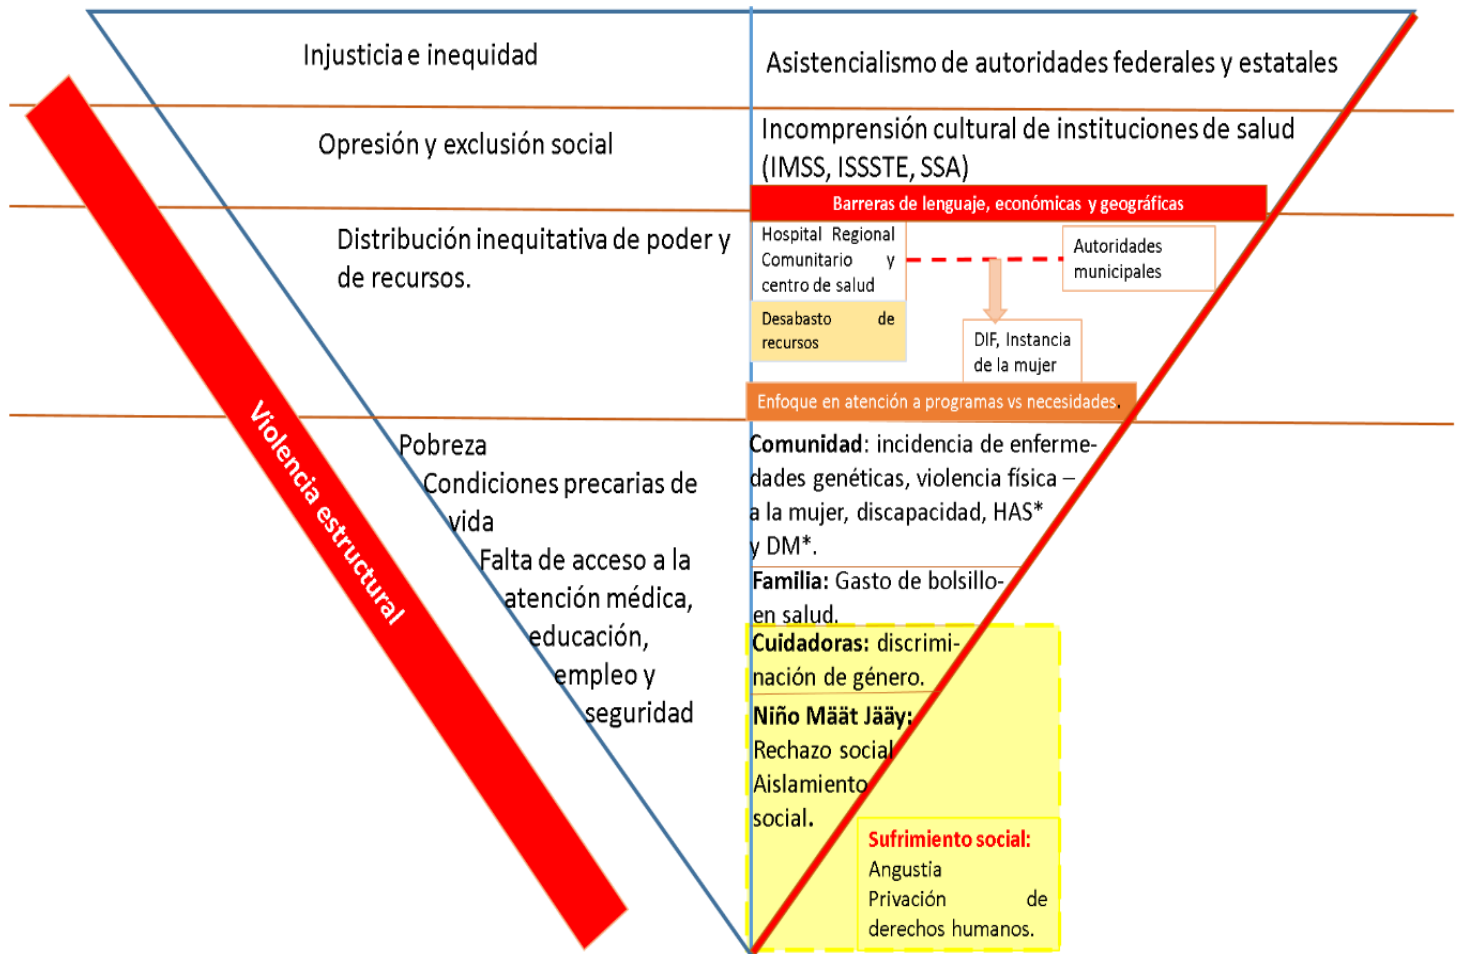 Injusticia e inequidad
Asistencialismo de autoridades federales y estatales
Opresión y exclusión social
Incomprensión cultural de instituciones de salud
(IMSS, ISSSTE, SSA)
Barreras de lenguaje, económicas y geográficas
Distribución inequitativa de poder y
de recursos.
Hospital Regional
Comunitario y
centro de salud
Autoridades
municipales
Desabasto de
recursos
DIF, Instancia
de la mujer
Enfoque en atención a programas vs necesidades.
Violencia estructural
Pobreza
Condiciones precarias de
vida
Falta de acceso a la
atención médica,
educación,
empleo y
seguridad
Comunidad: incidencia de enferme-
dades genéticas, violencia física –
a la mujer, discapacidad, HAS*
y DM*.
Familia: Gasto de bolsillo-
en salud.
Cuidadoras: discrimi-
nación de género.
Niño Määt Jääy:
Rechazo social
Aislamiento
social.
Sufrimiento social:
Angustia
Privación de
derechos humanos.